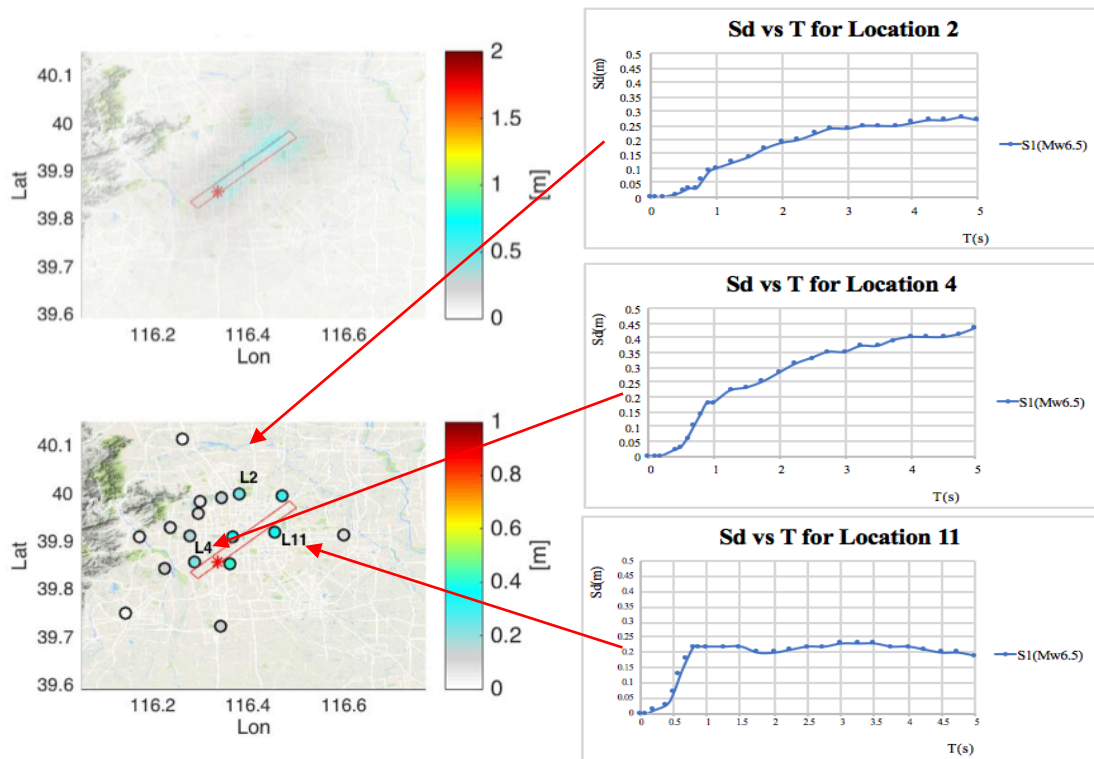 40.1
40
39.9
39.8
39.7
39.6
Lat
116.2
116.4
116.6
Lon
2
1.5
1
0.5
0
[m]
Sd vs T for Location 2
Sd(m)
0.5
0.45
0.4
0.35
0.3
0.25
0.2
0.15
0.1
0.05
0
0 1 2 3 4 5
T(s)
S1(Mw6.5)
Sd vs T for Location 4
Sd(m)
0.5
0.45
0.4
0.35
0.3
0.25
0.2
0.15
0.1
0.05
0
0 1 2 3 4 5
T(s)
S1(Mw6.5)
40.1
40
39.9
39.8
39.7
39.6
Lat
L2
L4
L11
116.2
116.4
116.6
Lon
1
0.8
0.6
0.4
0.2
0
[m]
Sd vs T for Location 11
Sd(m)
0.5
0.45
0.4
0.35
0.3
0.25
0.2
0.15
0.1
0.05
0
0 0.5 1 1.5 2 2.5 3 3.5 4 4.5 5
T(s)
S1(Mw6.5)